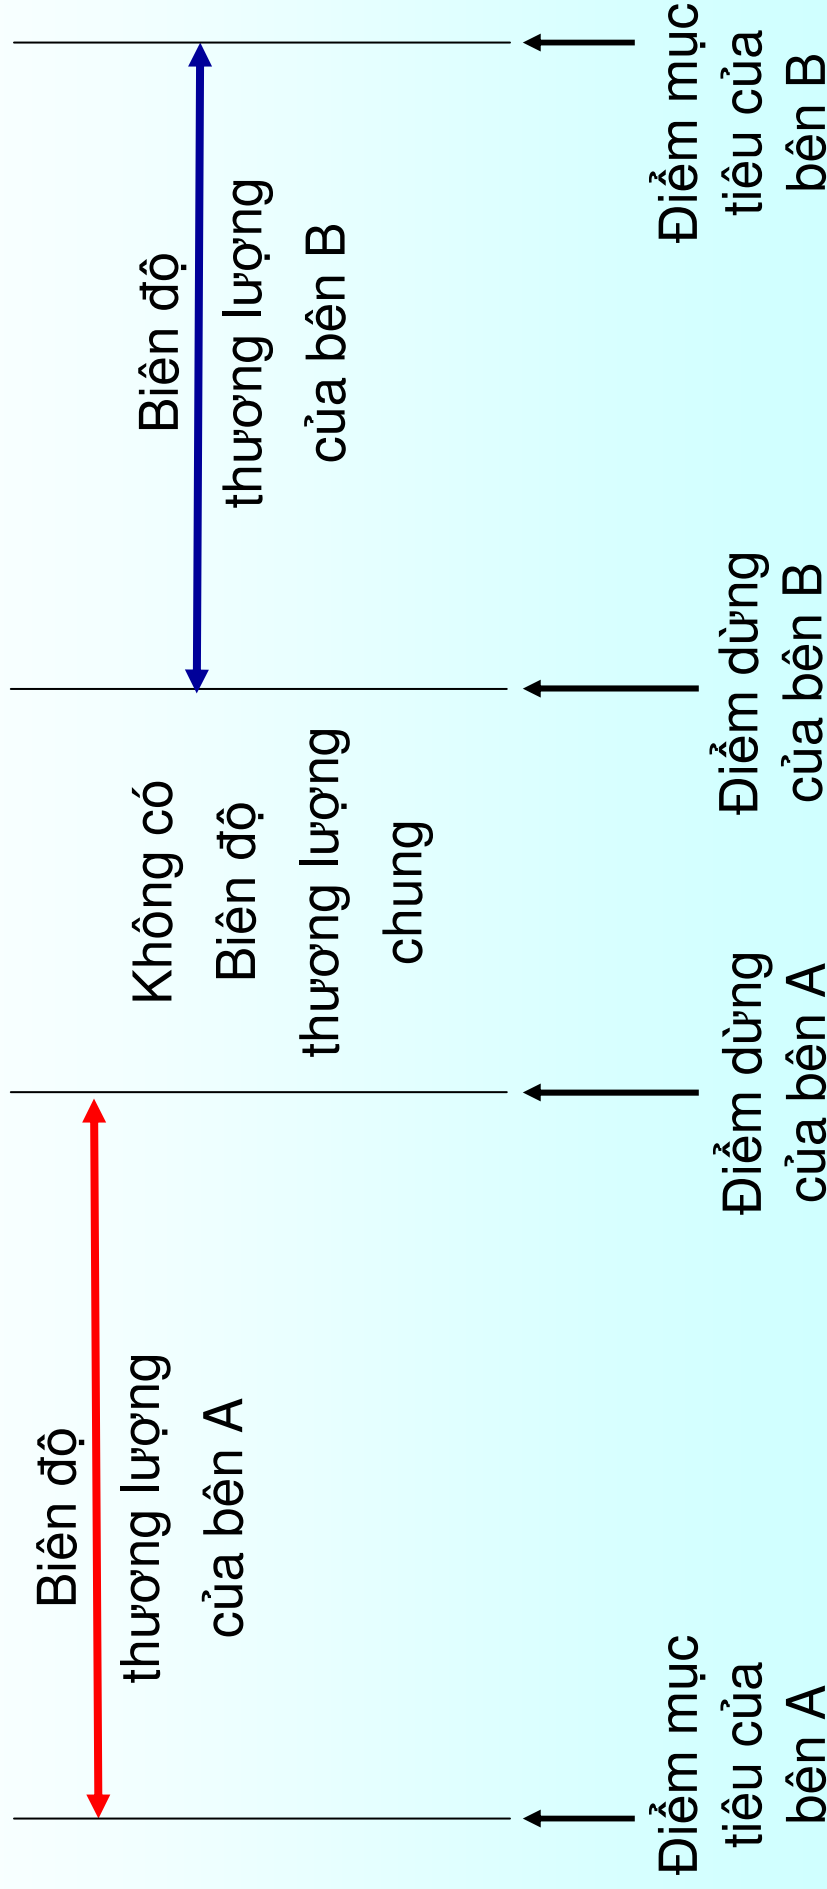 Biên độ
thương lượng
của bên A
Không có
Biên độ
thương lượng
chung
Biên độ
thương lượng
của bên B
Điểm mục
tiêu của
bên A
Điểm dừng
của bên A
Điểm dừng
của bên B
Điểm mục
tiêu của
bên B